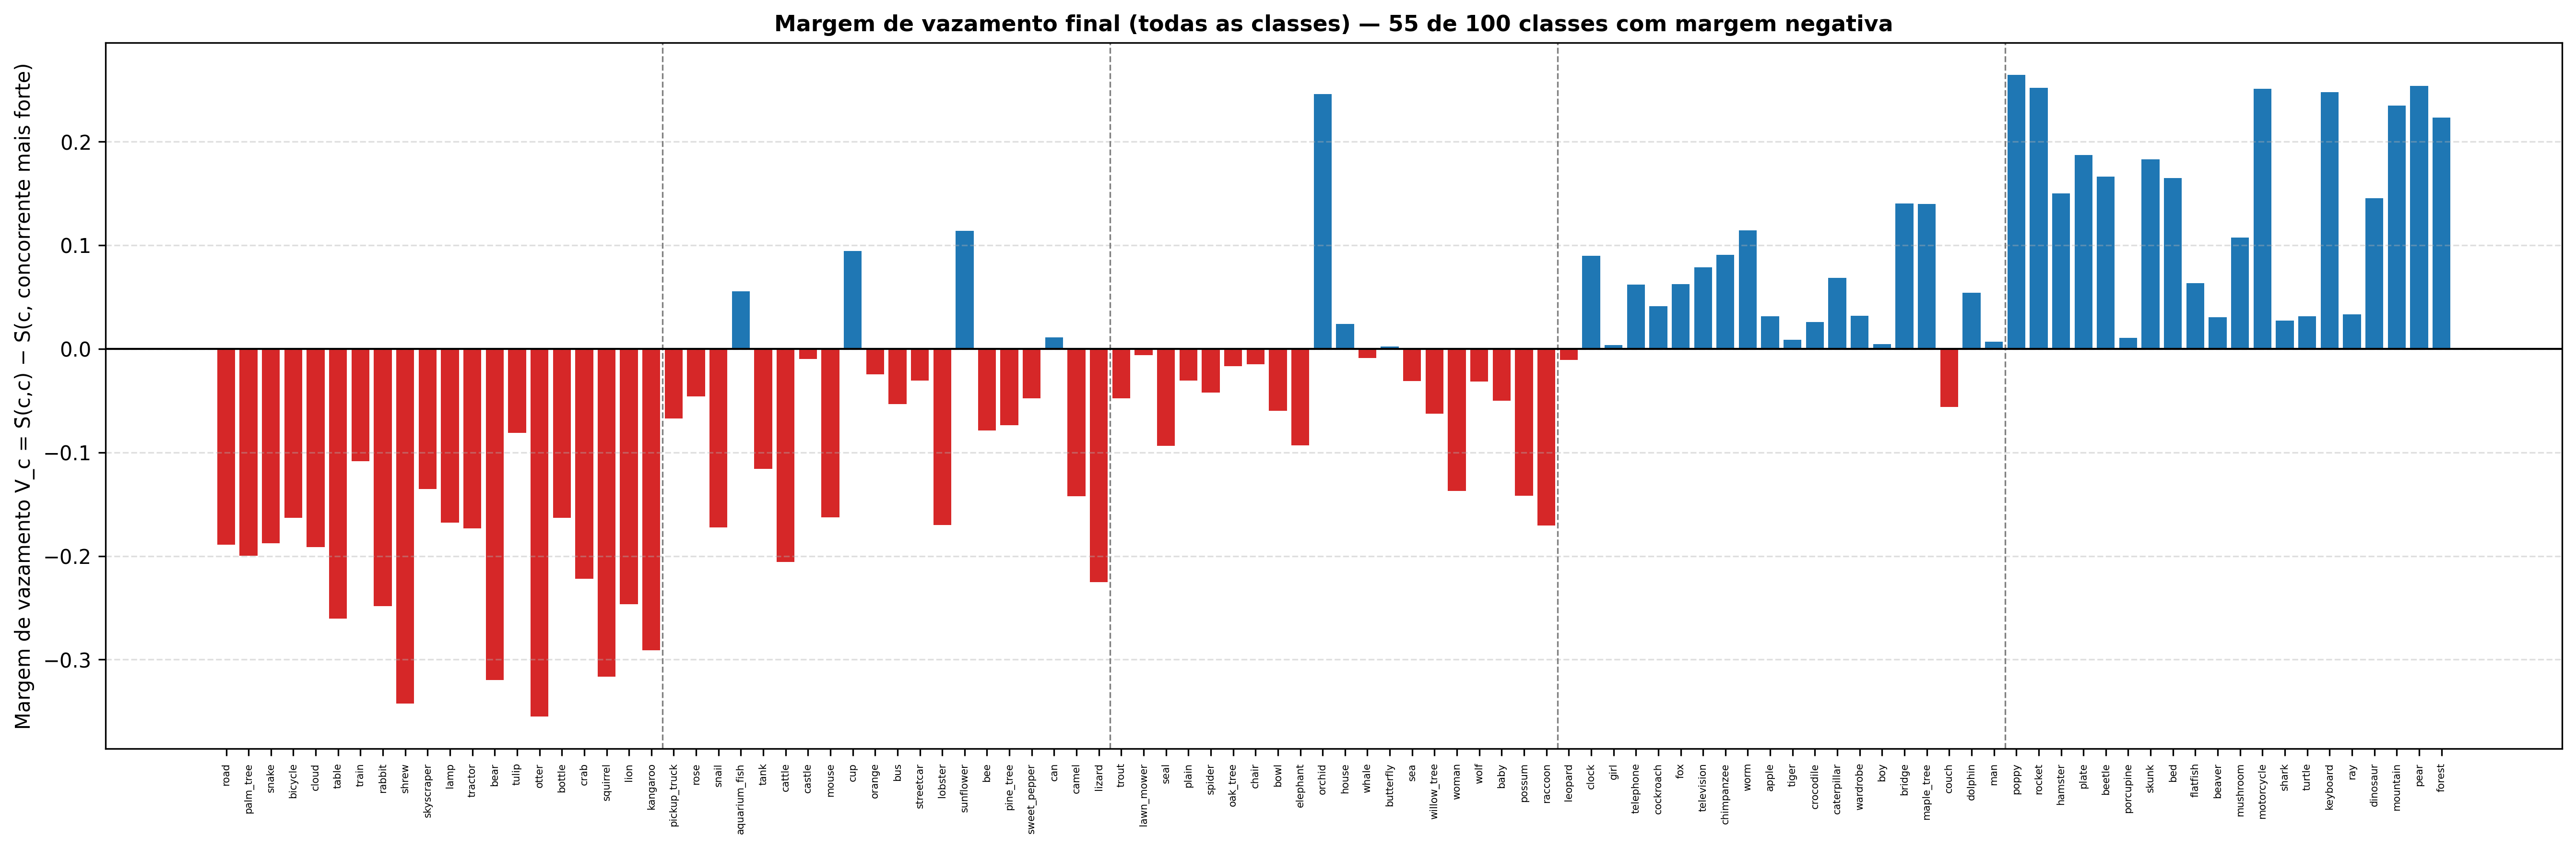 Margem de vazamento final (todas as classes) — 55 de 100 classes com margem negativa
Margem de vazamento V_c = S(c,c) − S(c, concorrente mais forte)
0.2
0.1
0.0
−0.1
−0.2
−0.3
road
palm_tree
snake
bicycle
cloud
table
train
rabbit
shrew
skyscraper
lamp
tractor
bear
tulip
otter
bottle
crab
squirrel
lion
kangaroo
pickup_truck
rose
snail
aquarium_fish
tank
cattle
castle
mouse
cup
orange
bus
streetcar
lobster
sunflower
bee
pine_tree
sweet_pepper
can
camel
lizard
trout
lawn_mower
seal
plain
spider
oak_tree
chair
bowl
elephant
orchid
house
whale
butterfly
sea
willow_tree
woman
wolf
baby
possum
raccoon
leopard
clock
girl
telephone
cockroach
fox
television
chimpanzee
worm
apple
tiger
crocodile
caterpillar
wardrobe
boy
bridge
maple_tree
couch
dolphin
man
poppy
rocket
hamster
plate
beetle
porcupine
skunk
bed
flatfish
beaver
mushroom
motorcycle
shark
turtle
keyboard
ray
dinosaur
mountain
pear
forest